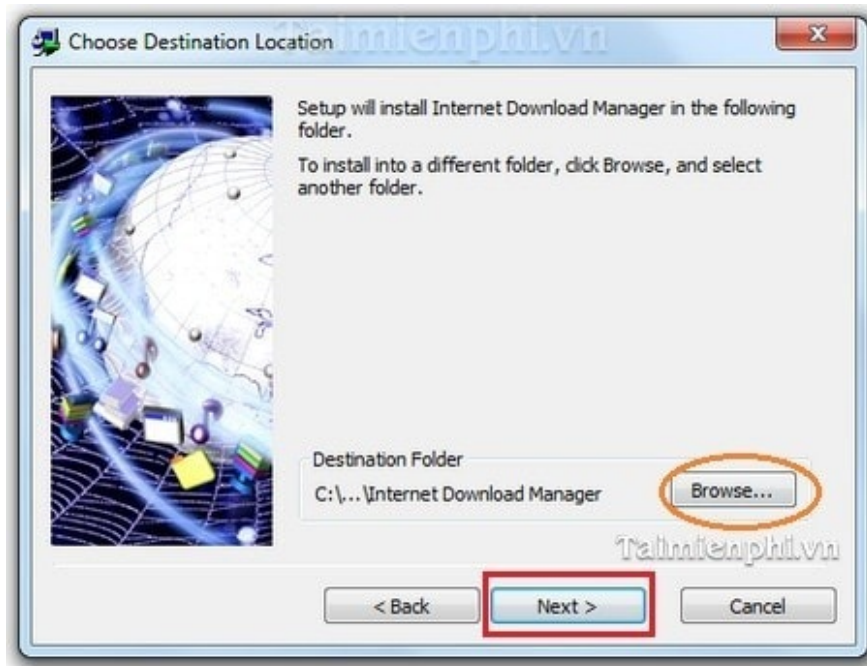 Choose Destination Location
Taimienphi.vn
Setup will install Internet Download Manager in the following
folder.
To install into a different folder, click Browse, and select
another folder.
Destination Folder
C:\...\Internet Download Manager
Browse...
Taimienphi.vn
< Back
Next >
Cancel